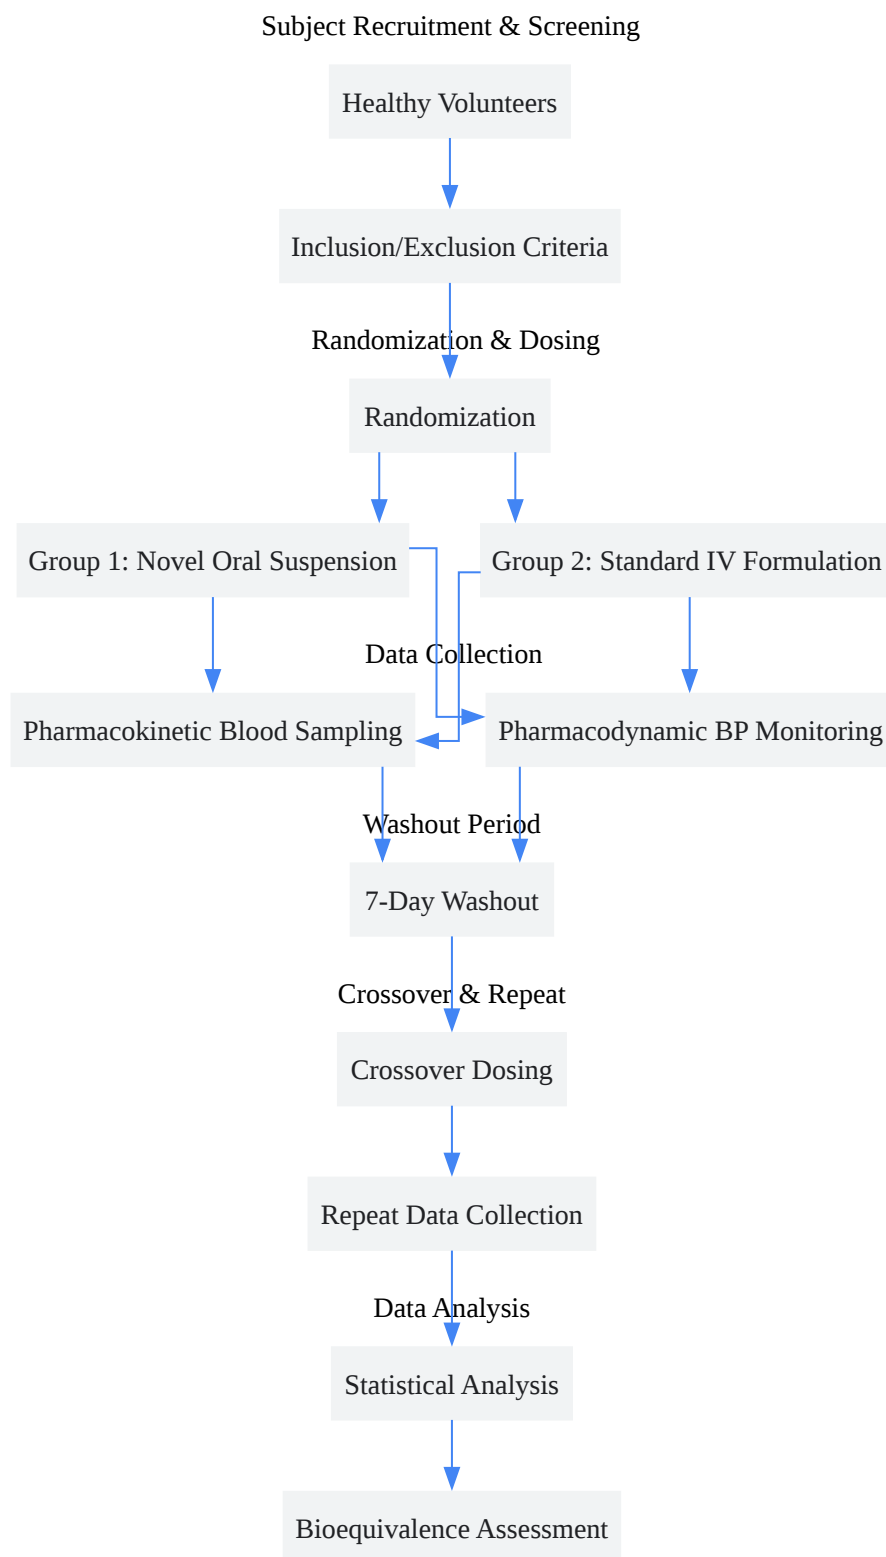 Subject Recruitment & Screening
Healthy Volunteers
Inclusion/Exclusion Criteria
Randomization & Dosing
Randomization
Group 1: Novel Oral Suspension
Group 2: Standard IV Formulation
Data Collection
Pharmacokinetic Blood Sampling
Pharmacodynamic BP Monitoring
Washout Period
7-Day Washout
Crossover & Repeat
Crossover Dosing
Repeat Data Collection
Data Analysis
Statistical Analysis
Bioequivalence Assessment